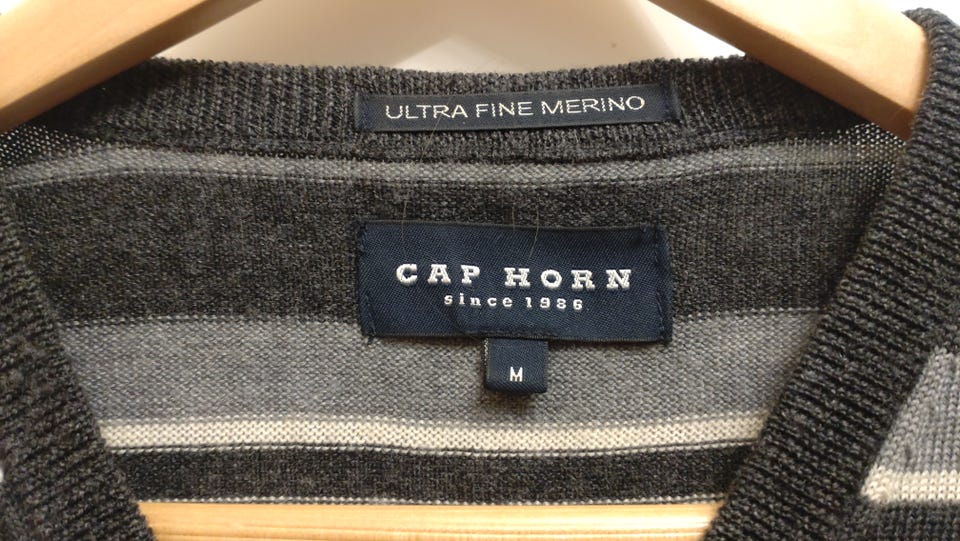 ULTRA FINE MERINO
CAP HORN
since 1986
M